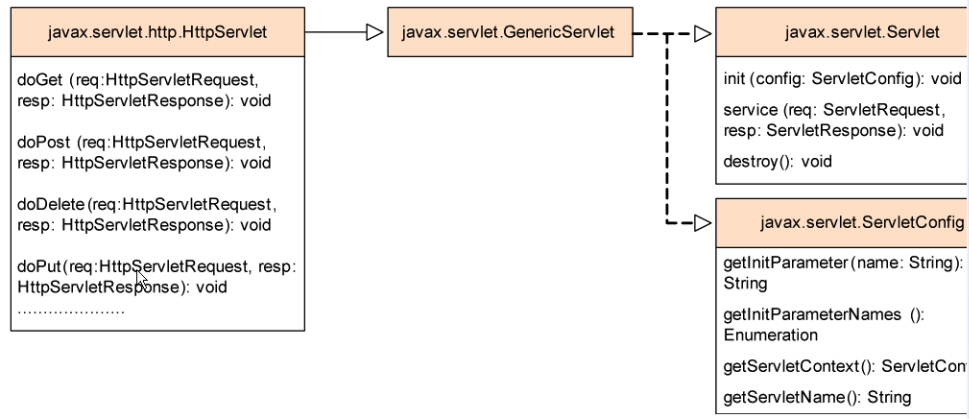 javax.servlet.http.HttpServlet
doGet (req:HttpServletRequest,
resp: HttpServletResponse): void
doPost (req:HttpServletRequest,
resp: HttpServletResponse): void
doDelete(req:HttpServletRequest,
resp: HttpServletResponse): void
doPut(req:HttpServletRequest, resp:
HttpServletResponse): void
.....................
javax.servlet.GenericServlet
javax.servlet.Servlet
init (config: ServletConfig): void
service (req: ServletRequest,
resp: ServletResponse): void
destroy(): void
javax.servlet.ServletConfig
getInitParameter(name: String):
String
getInitParameterNames ():
Enumeration
getServletContext():
getServletName(): String